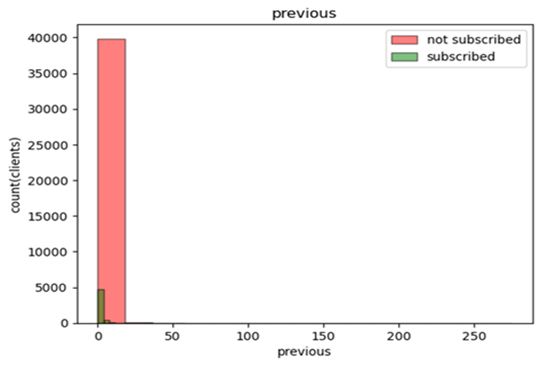 previous
not subscribed
subscribed
40000
35000
30000
25000
20000
15000
10000
5000
0
count(clients)
0 50 100 150 200 250
previous